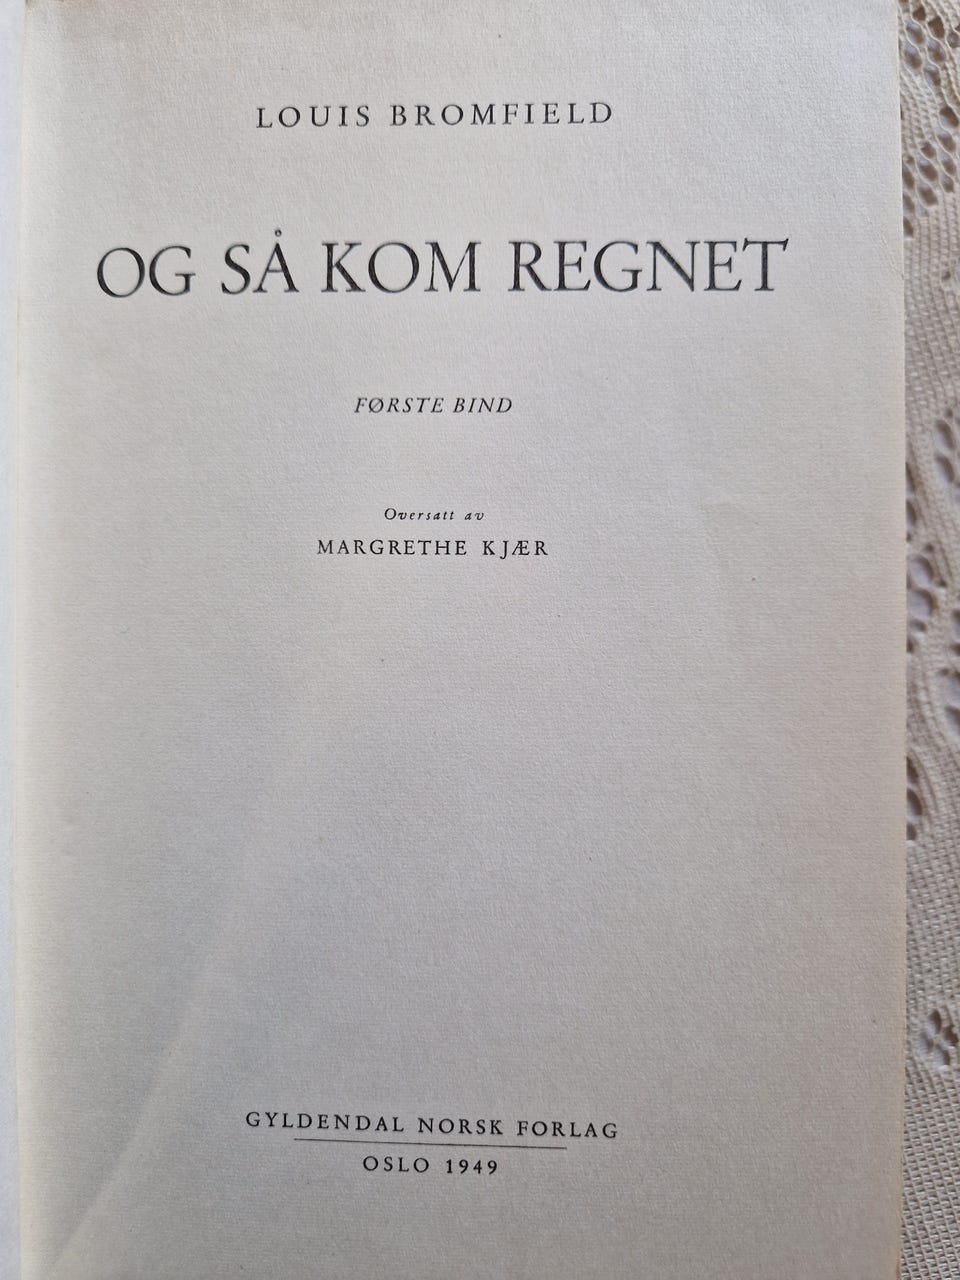 LOUIS BROMFIELD
OG SÅ KOM REGNET
FØRSTE BIND
Oversatt av
MARGRETHE KJÆR
GYLDENDAL NORSK FORLAG
OSLO 1949